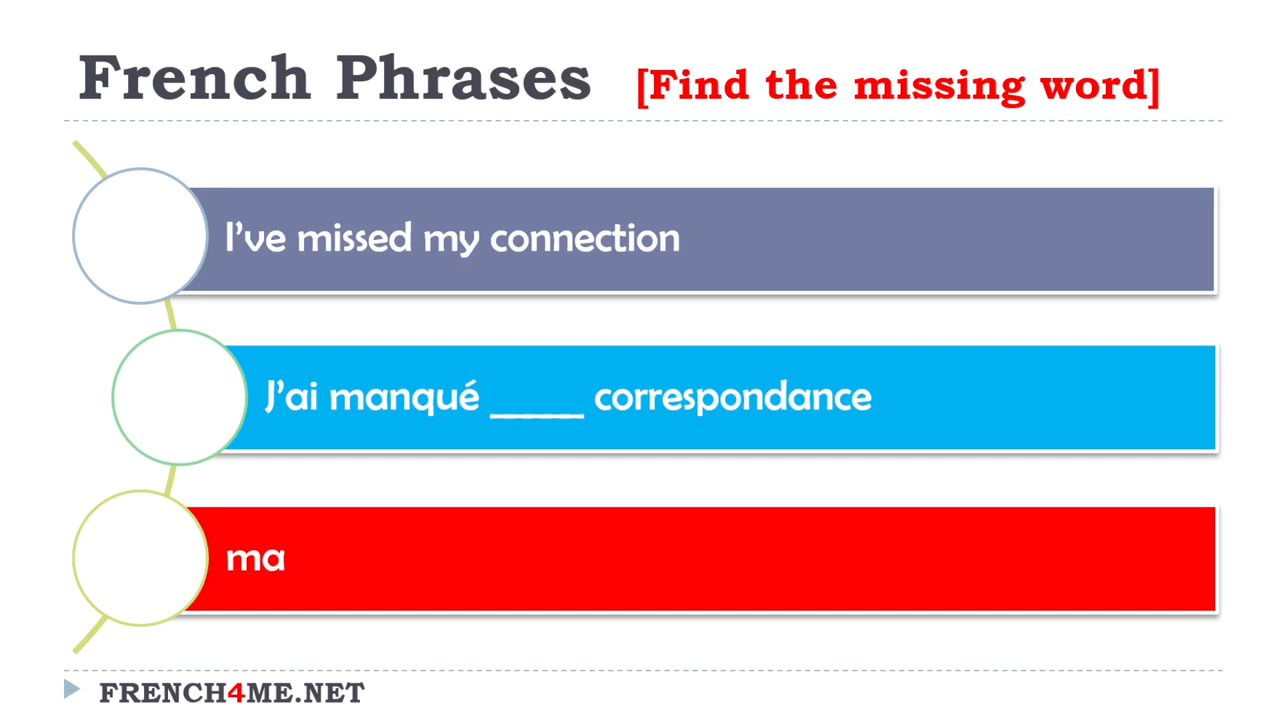 French Phrases [Find the missing word]
I've missed my connection
J'ai manqué _____ correspondance
ma
FRENCH4ME.NET